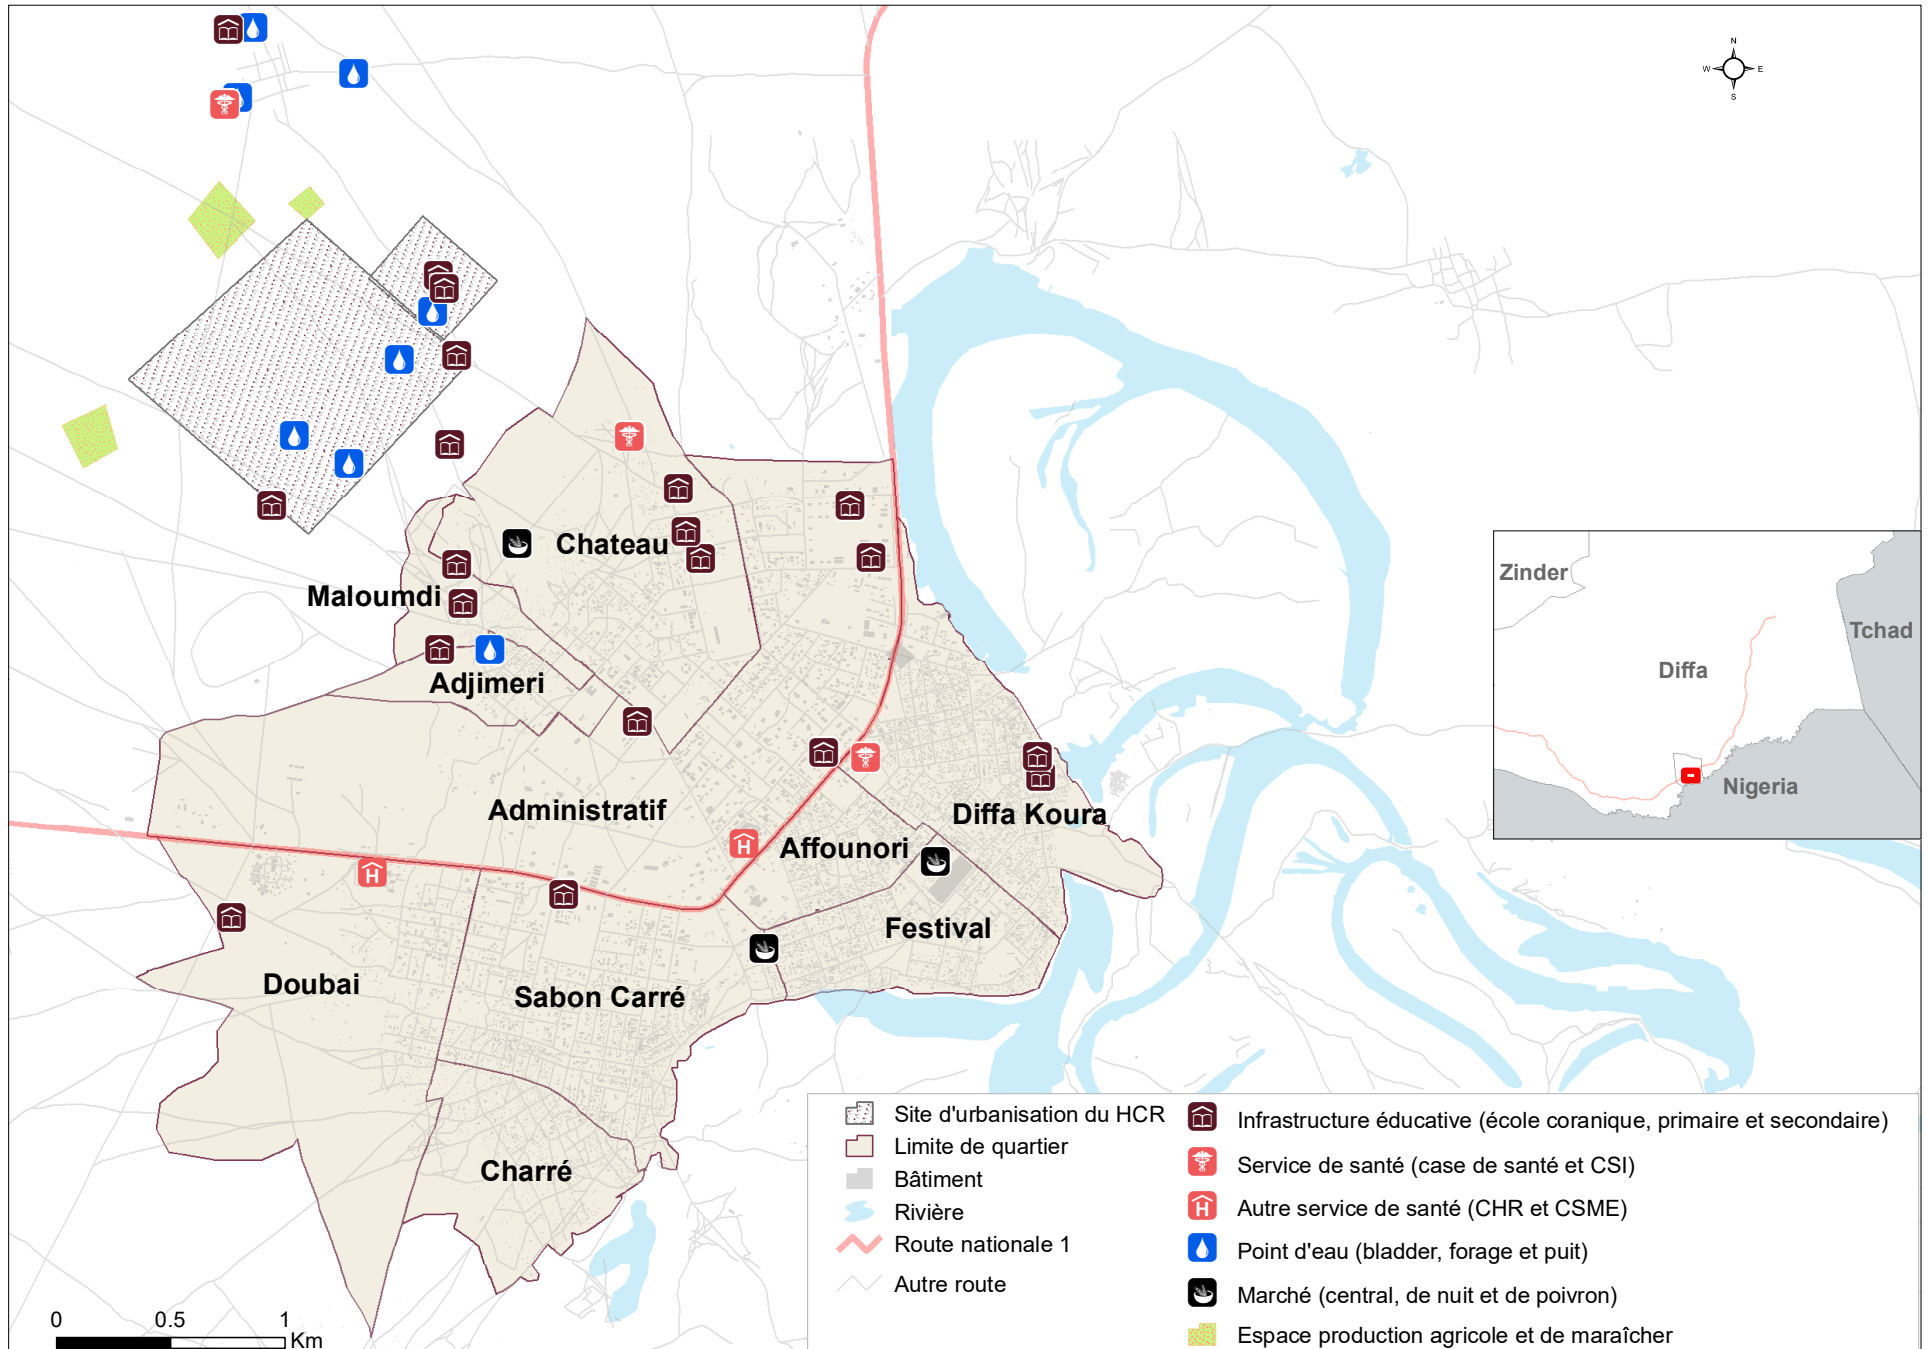 N
W E
S
Chateau
Maloumdi
Adjimeri
Administratif
Affounori
Diffa Koura
Festival
Doubai
Sabon Carré
Charré
Zinder
Tchad
Diffa
Nigeria
H
H
Site d'urbanisation du HCR
Limite de quartier
Bâtiment
Rivière
Route nationale 1
Autre route
Infrastructure éducative (école coranique, primaire et secondaire)
Service de santé (case de santé et CSI)
H Autre service de santé (CHR et CSME)
Point d'eau (bladder, forage et puit)
Marché (central, de nuit et de poivron)
Espace production agricole et de maraîcher
0 0.5 1
Km